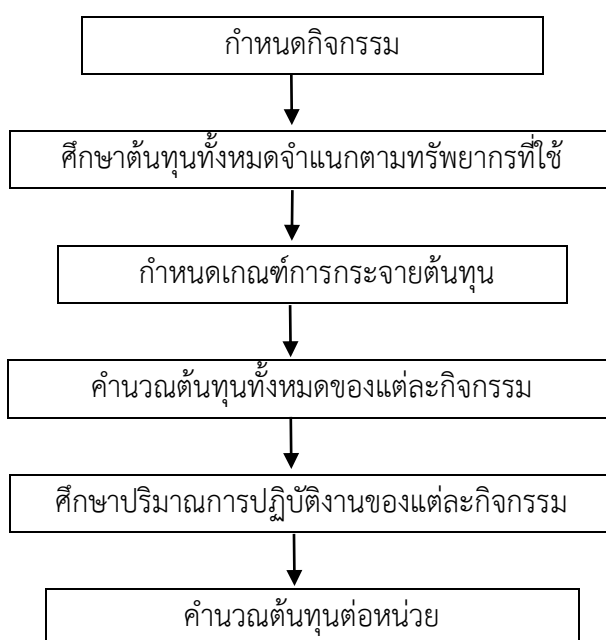 กำหนดกิจกรรม
ศึกษาต้นทุนทั้งหมดจำแนกตามทรัพยากรที่ใช้
กำหนดเกณฑ์การกระจายต้นทุน
คำนวณต้นทุนทั้งหมดของแต่ละกิจกรรม
ศึกษาปริมาณการปฏิบัติงานของแต่ละกิจกรรม
คำนวณต้นทุนต่อหน่วย